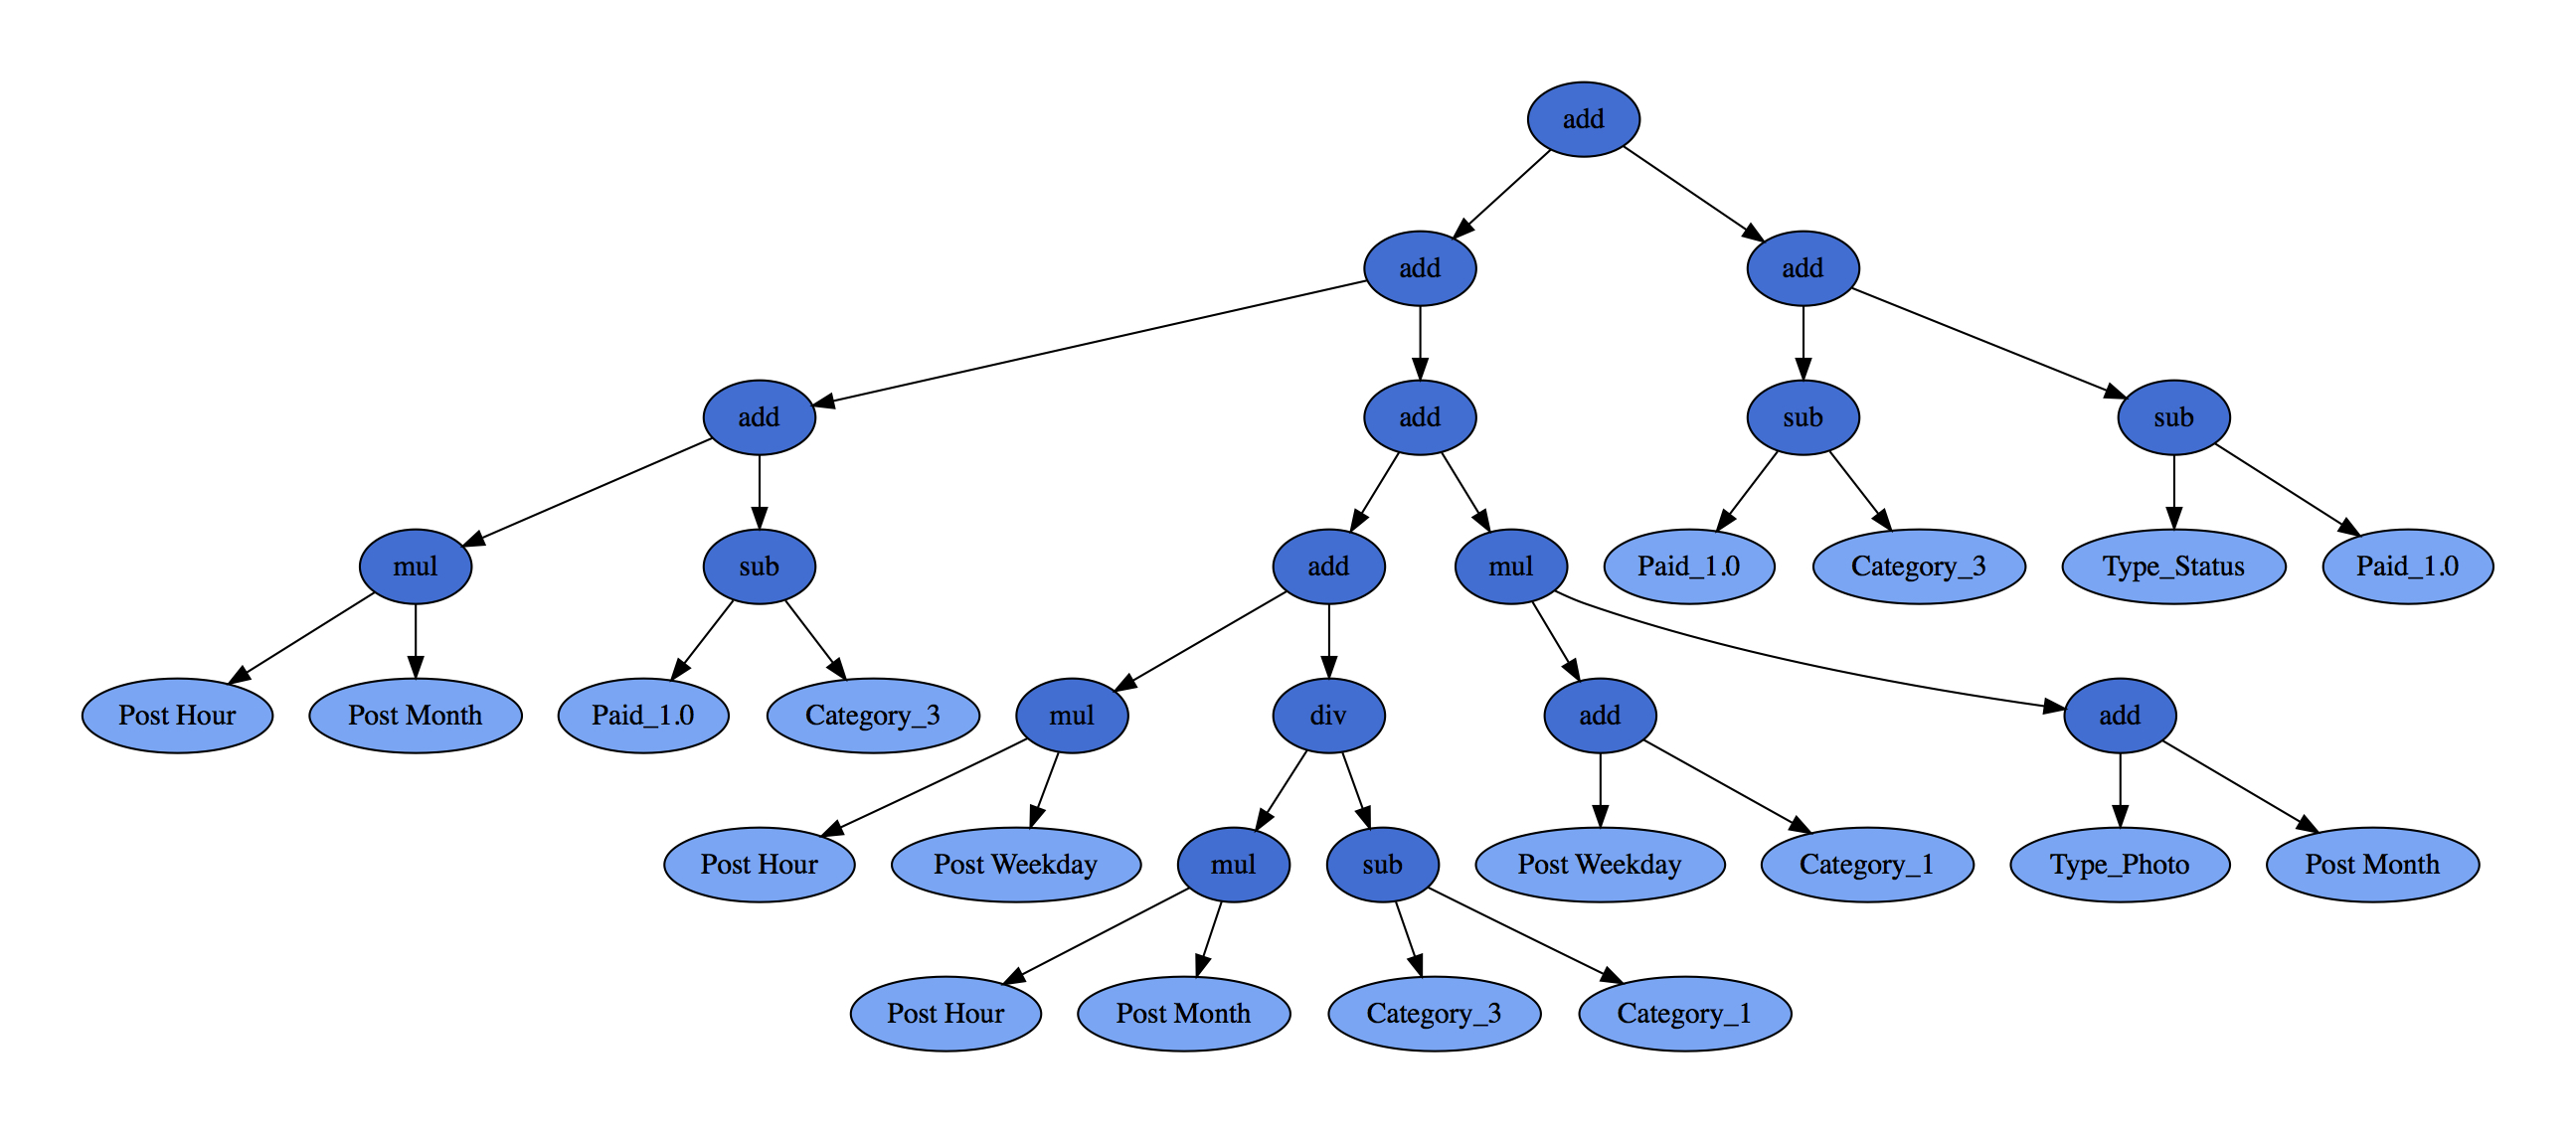 add
add
add
add
add
sub
sub
mul
sub
add
mul
Paid_1.0
Category_3
Type_Status
Paid_1.0
Post Hour
Post Month
Paid_1.0
Category_3
mul
div
add
add
Post Hour
Post Weekday
mul
sub
Post Weekday
Category_1
Type_Photo
Post Month
Post Hour
Post Month
Category_3
Category_1